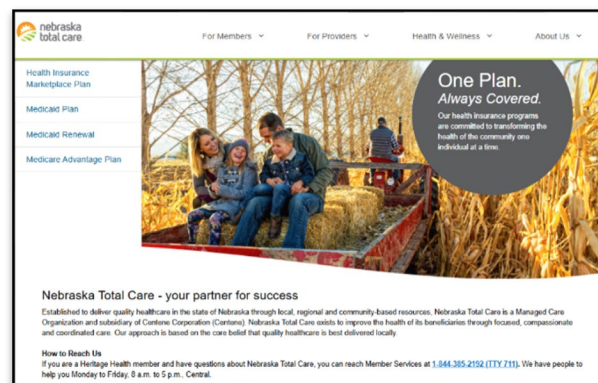 nebraska
total care
For Members
For Providers
Health & Wellness
About Us
Health Insurance
Marketplace Plan
Medicaid Plan
Medicaid Renewal
Medicare Advantage Plan
One Plan.
Always Covered.
Our health insurance programs
are committed to transforming the
health of the community one
individual at a time.
Nebraska Total Care - your partner for success
Established to deliver quality healthcare in the state of Nebraska through local, regional and community-based resources, Nebraska Total Care is a Managed Care
Organization and subsidiary of Centene Corporation (Centene). Nebraska Total Care exists to improve the health of its beneficiaries through focused, compassionate
and coordinated care. Our approach is based on the core belief that quality healthcare is best delivered locally.
How to Reach Us
If you are a Heritage Health member and have questions about Nebraska Total Care, you can reach Member Services at 1-844-385-2192 (TTY 711). We have people to
help you Monday to Friday, 8 a.m. to 5 p.m., Central.